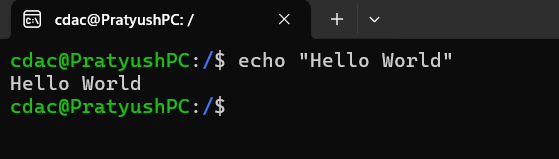 cdac@PratyushPC: /
cdac@PratyushPC:/$ echo "Hello World"
Hello World
cdac@PratyushPC:/$